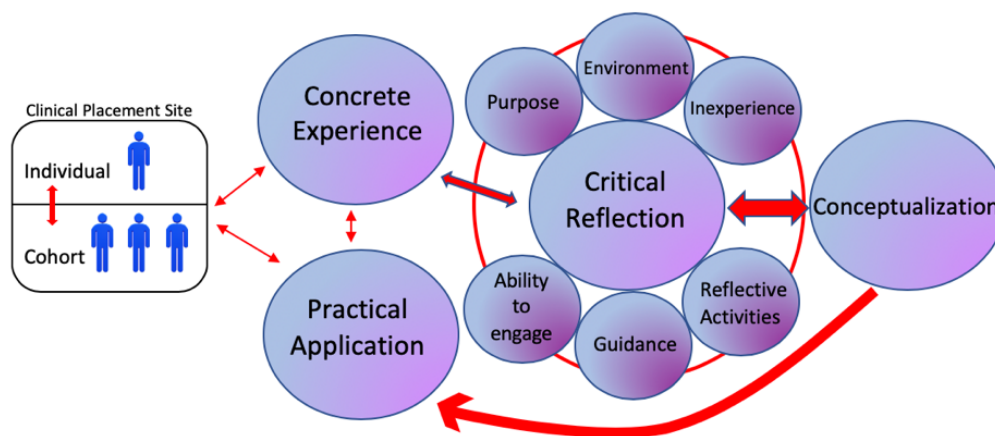 Clinical Placement Site
Individual
Cohort
Concrete
Experience
Practical
Application
Purpose
Environment
Inexperience
Critical
Reflection
Ability
to
engage
Guidance
Reflective
Activities
Conceptualization